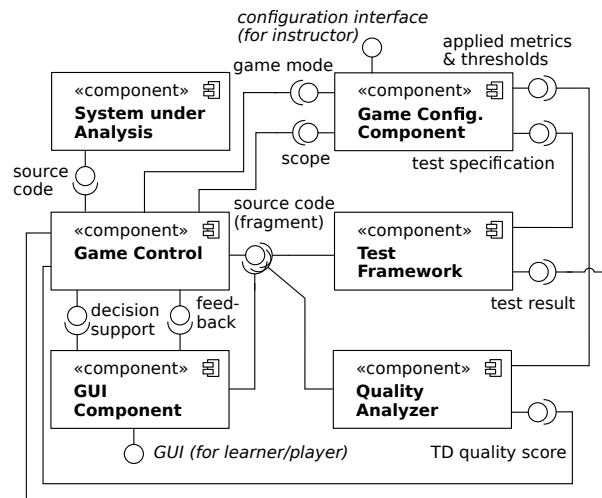 configuration interface
(for instructor)
applied metrics
& thresholds
game mode
«component»
System under
Analysis
«component»
Game Config.
Component
scope
test specification
source
code
source code
(fragment)
«component»
Game Control
«component»
Test
Framework
decision
support
feed-
back
test result
«component»
GUI
Component
«component»
Quality
Analyzer
GUI (for learner/player)
TD quality score